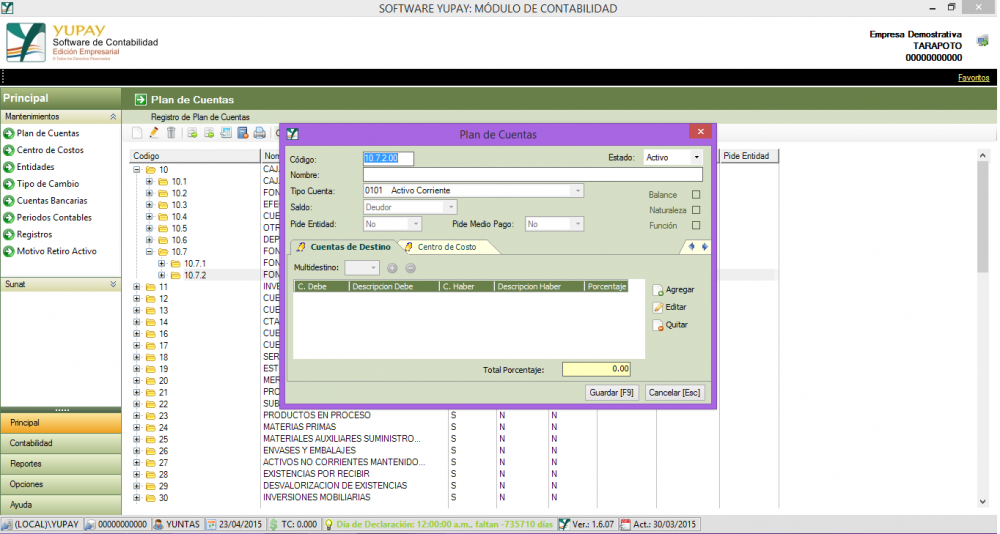 SOFTWARE YUPAY: MÓDULO DE CONTABILIDAD
YUPAY
Software de Contabilidad
Edición Empresarial
© Todos los Derechos Reservados
Empresa Demostrativa
TARAPOTO
00000000000
Favoritos
Principal
Plan de Cuentas
Mantenimientos
Registro de Plan de Cuentas
Plan de Cuentas
Centro de Costos
Entidades
Tipo de Cambio
Cuentas Bancarias
Periodos Contables
Registros
Motivo Retiro Activo
Sunat
Principal
Contabilidad
Reportes
Opciones
Ayuda
Codigo
Nom
Pide Entidad
10 CAJ
10.1 CAJ
10.2 FON
10.3 EFE
10.4 CUE
10.5 OTR
10.6 DEP
10.7 FON
10.7.1 FON
10.7.2 FON
11 INVE
12 CUE
13 CUE
14 CTA
16 CUE
17 CUE
18 SER
19 EST
20 MER
21 PRO
22 SUB
23 PRODUCTOS EN PROCESO S N N
24 MATERIAS PRIMAS S N N
25 MATERIALES AUXILIARES SUMINISTRO... S N N
26 ENVASES Y EMBALAJES S N N
27 ACTIVOS NO CORRIENTES MANTENIDO... S N N
28 EXISTENCIAS POR RECIBIR S N N
29 DESVALORIZACION DE EXISTENCIAS S N N
30 INVERSIONES MOBILIARIAS S N N
Plan de Cuentas
Código: 10.7.2.00 Estado: Activo
Nombre:
Tipo Cuenta: 0101 Activo Corriente
Balance
Saldo: Deudor
Naturaleza
Pide Entidad: No Pide Medio Pago: No
Función
Cuentas de Destino Centro de Costo
Multidestino:
C. Debe Descripcion Debe C. Haber Descripcion Haber Porcentaje
Agregar
Editar
Quitar
Total Porcentaje: 0.00
Guardar [F9] Cancelar [Esc]
(LOCAL)\YUPAY 00000000000 YUNTAS 23/04/2015 TC: 0.000 Día de Declaración: 12:00:00 a.m., faltan -735710 días Ver.: 1.6.07 Act.: 30/03/2015